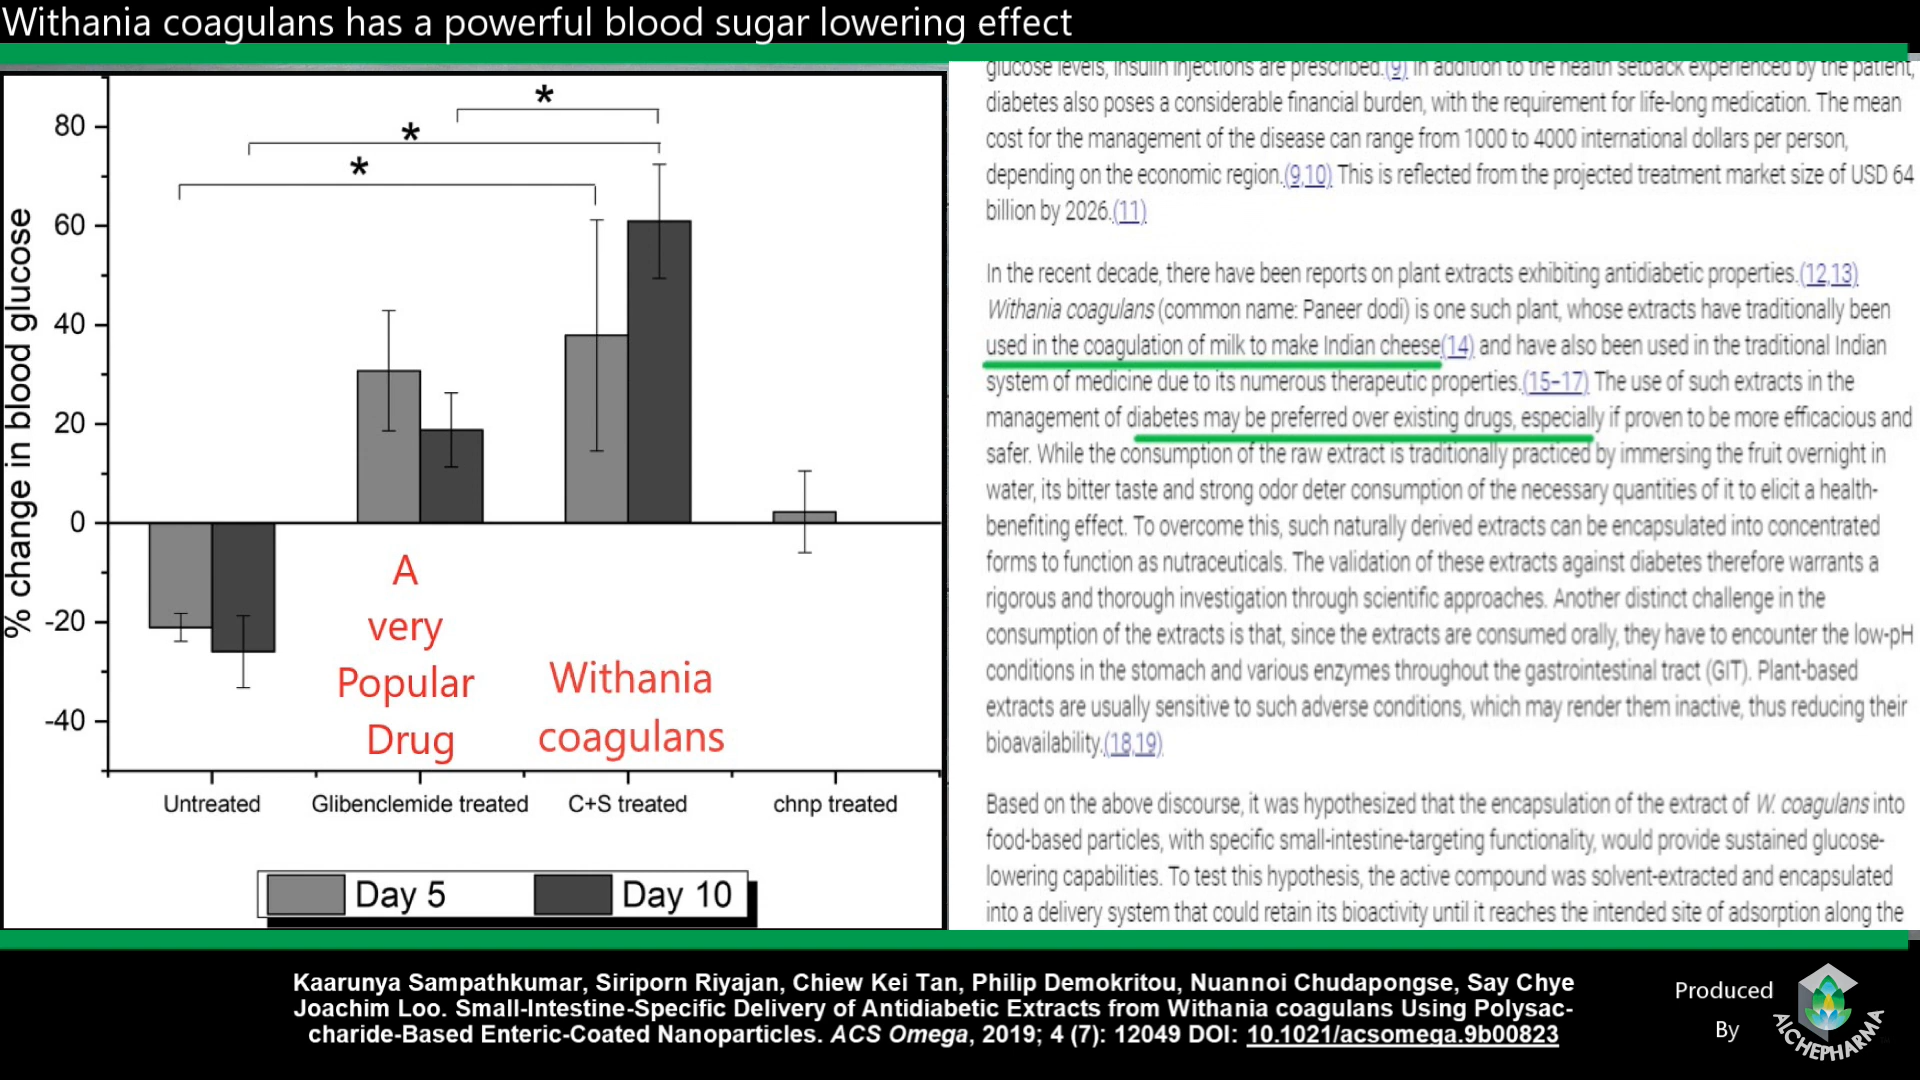 Withania coagulans has a powerful blood sugar lowering effect
% change in blood glucose
80
60
40
20
0
-20
-40
*
*
*
A
very
Popular
Drug
Withania
coagulans
Untreated
Glibenclemide treated
C+S treated
chnp treated
Day 5
Day 10
glucose levels, insulin injections are prescribed.(9) In addition to the health setback experienced by the patient,
diabetes also poses a considerable financial burden, with the requirement for life-long medication. The mean
cost for the management of the disease can range from 1000 to 4000 international dollars per person,
depending on the economic region.(9,10) This is reflected from the projected treatment market size of USD 64
billion by 2026.(11)
In the recent decade, there have been reports on plant extracts exhibiting antidiabetic properties.(12,13)
Withania coagulans (common name: Paneer dodi) is one such plant, whose extracts have traditionally been
used in the coagulation of milk to make Indian cheese(14) and have also been used in the traditional Indian
system of medicine due to its numerous therapeutic properties.(15–17) The use of such extracts in the
management of diabetes may be preferred over existing drugs, especially if proven to be more efficacious and
safer. While the consumption of the raw extract is traditionally practiced by immersing the fruit overnight in
water, its bitter taste and strong odor deter consumption of the necessary quantities of it to elicit a health-
benefiting effect. To overcome this, such naturally derived extracts can be encapsulated into concentrated
forms to function as nutraceuticals. The validation of these extracts against diabetes therefore warrants a
rigorous and thorough investigation through scientific approaches. Another distinct challenge in the
consumption of the extracts is that, since the extracts are consumed orally, they have to encounter the low-pH
conditions in the stomach and various enzymes throughout the gastrointestinal tract (GIT). Plant-based
extracts are usually sensitive to such adverse conditions, which may render them inactive, thus reducing their
bioavailability.(18,19)
Based on the above discourse, it was hypothesized that the encapsulation of the extract of W. coagulans into
food-based particles, with specific small-intestine-targeting functionality, would provide sustained glucose-
lowering capabilities. To test this hypothesis, the active compound was solvent-extracted and encapsulated
into a delivery system that could retain its bioactivity until it reaches the intended site of adsorption along the
Kaarunya Sampathkumar, Siriporn Riyajan, Chiew Kei Tan, Philip Demokritou, Nuannoi Chudapongse, Say Chye
Joachim Loo. Small-Intestine-Specific Delivery of Antidiabetic Extracts from Withania coagulans Using Polysac-
charide-Based Enteric-Coated Nanoparticles. ACS Omega, 2019; 4 (7): 12049 DOI: 10.1021/acsomega.9b00823
Produced
By
ALCHEPHARMA